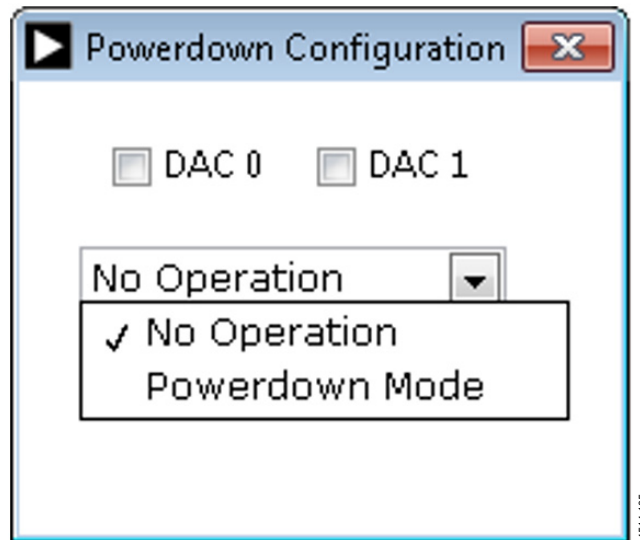 Powerdown Configuration
DAC 0 DAC 1
No Operation
No Operation
Powerdown Mode